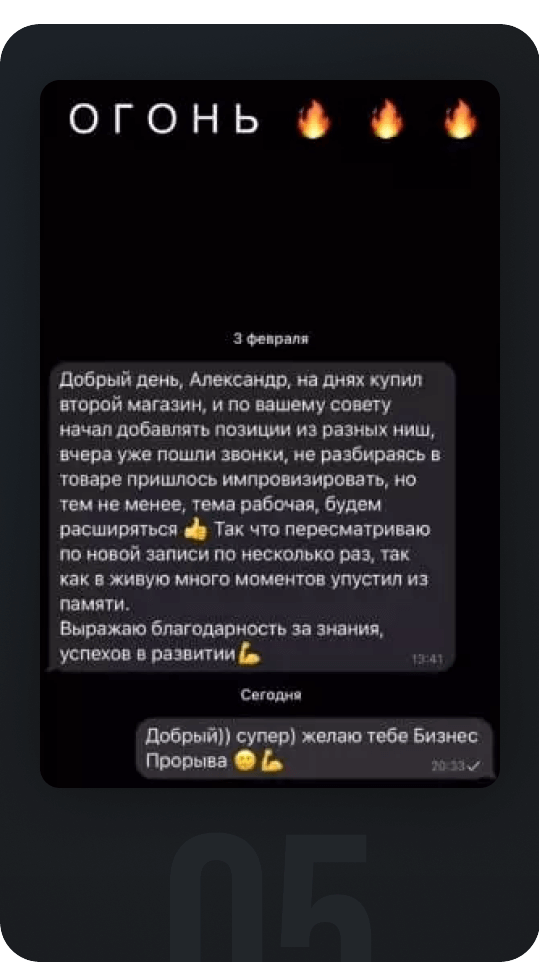 ОГОНЬ 🔥 🔥 🔥
3 февраля
Добрый день, Александр, на днях купил
второй магазин, и по вашему совету
начал добавлять позиции из разных ниш,
вчера уже пошли звонки, не разбираясь в
товаре пришлось импровизировать, но
тем не менее, тема рабочая, будем
расширяться 👍 Так что пересматриваю
по новой записи по несколько раз, так
как в живую много моментов упустил из
памяти.
Выражаю благодарность за знания,
успехов в развитии💪
13:41
Сегодня
Добрый)) супер) желаю тебе Бизнес
Прорыва 🙂💪
20:33
05